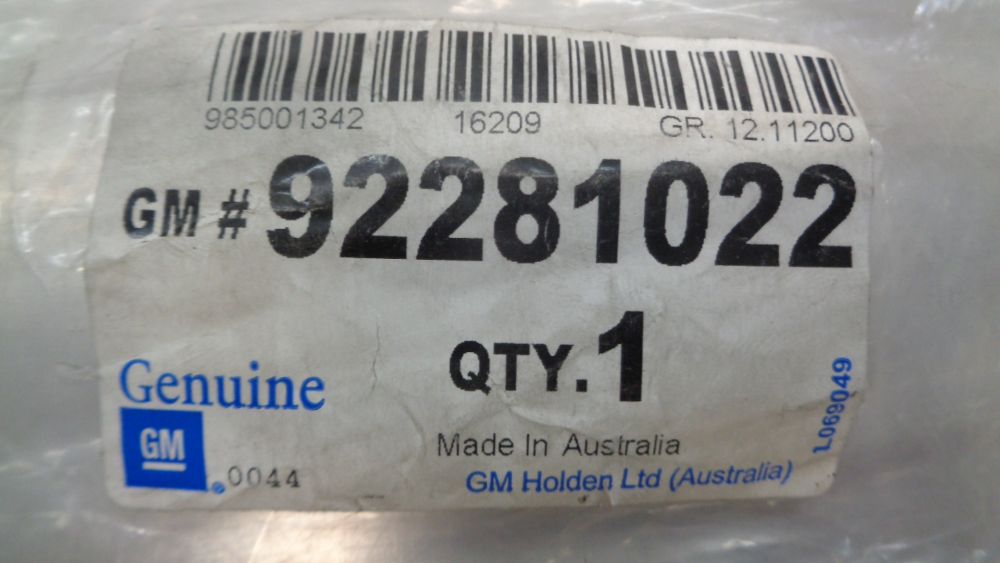 985001342 16209 GR. 12.11200
GM # 92281022
QTY. 1
Genuine
GM
.0044
Made In Australia
GM Holden Ltd (Australia)
L069049